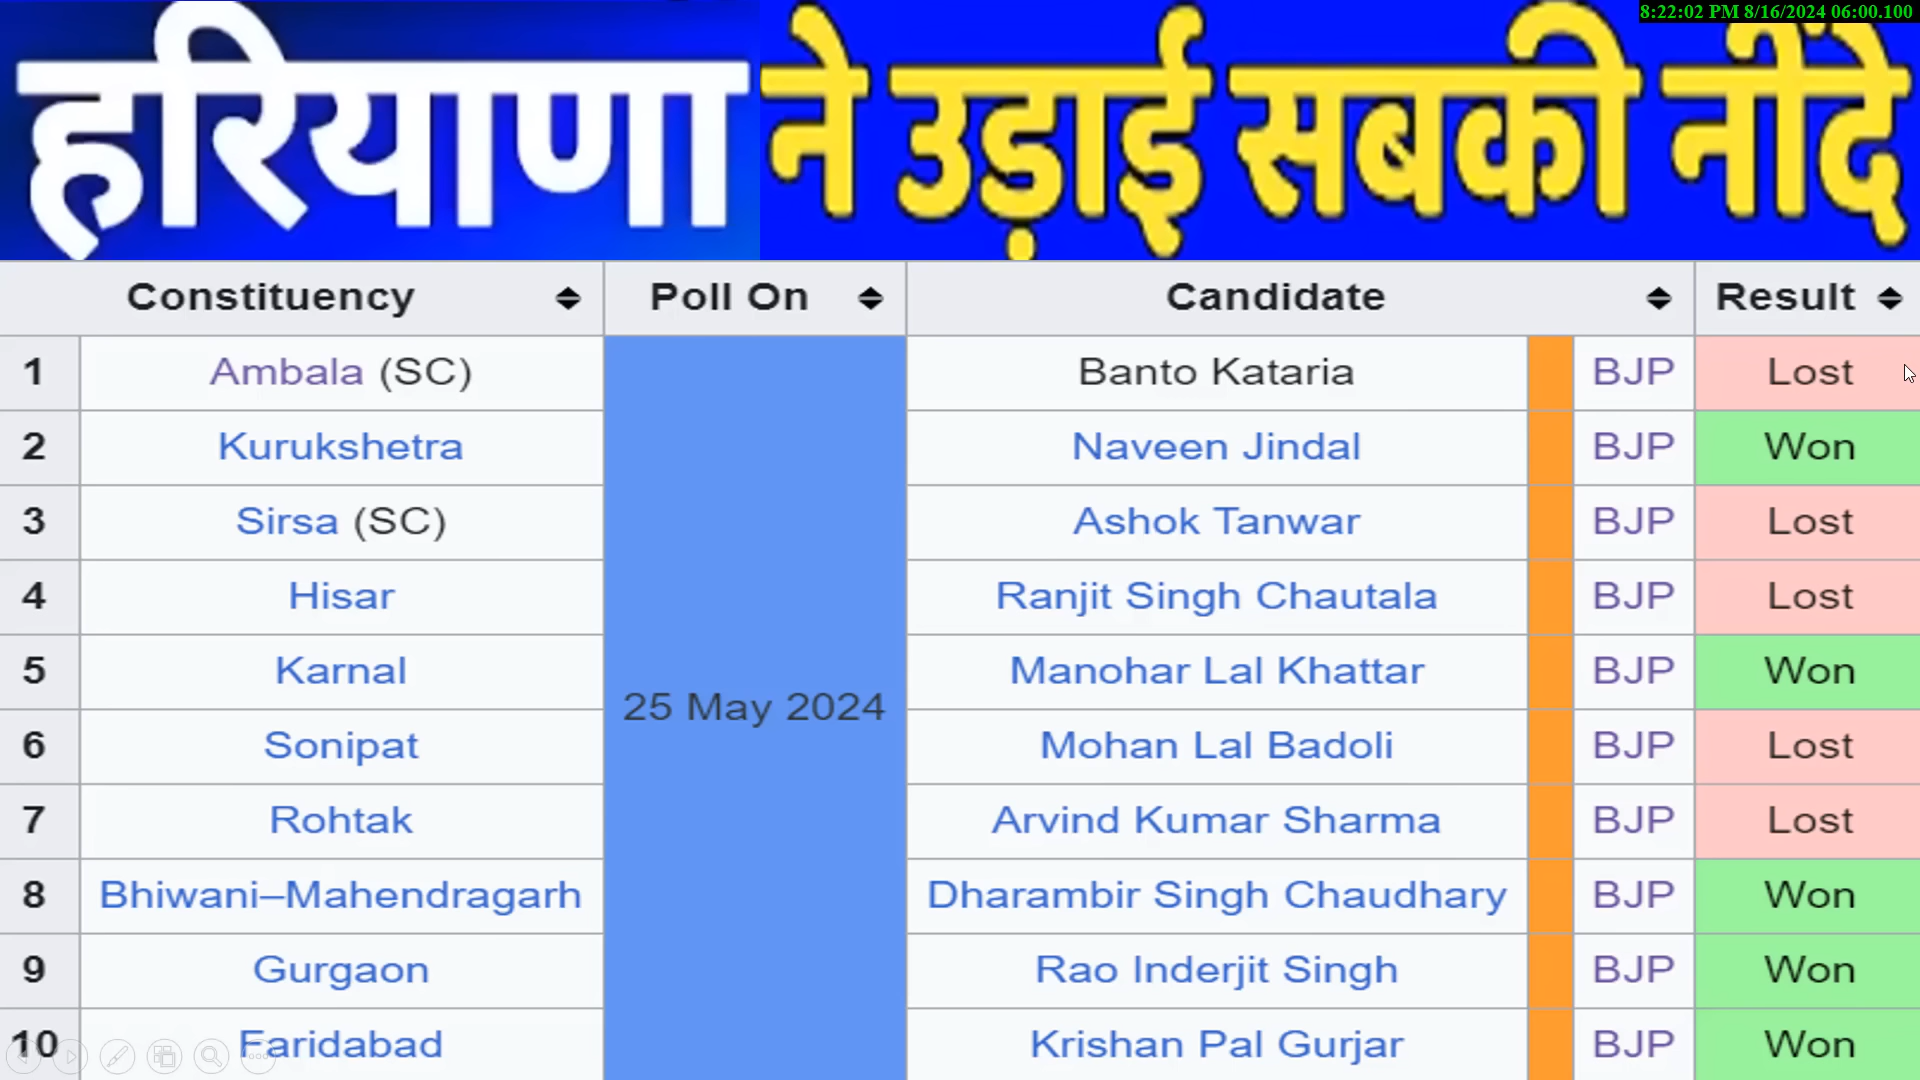 8:22:02 PM 8/16/2024 06:00.100
हरियाणा ने उड़ाई सबकी नींदे
Constituency Poll On Candidate Result
1 Ambala (SC) Banto Kataria BJP Lost
2 Kurukshetra Naveen Jindal BJP Won
3 Sirsa (SC) Ashok Tanwar BJP Lost
4 Hisar Ranjit Singh Chautala BJP Lost
5 Karnal Manohar Lal Khattar BJP Won
25 May 2024
6 Sonipat Mohan Lal Badoli BJP Lost
7 Rohtak Arvind Kumar Sharma BJP Lost
8 Bhiwani–Mahendragarh Dharambir Singh Chaudhary BJP Won
9 Gurgaon Rao Inderjit Singh BJP Won
10 Faridabad Krishan Pal Gurjar BJP Won